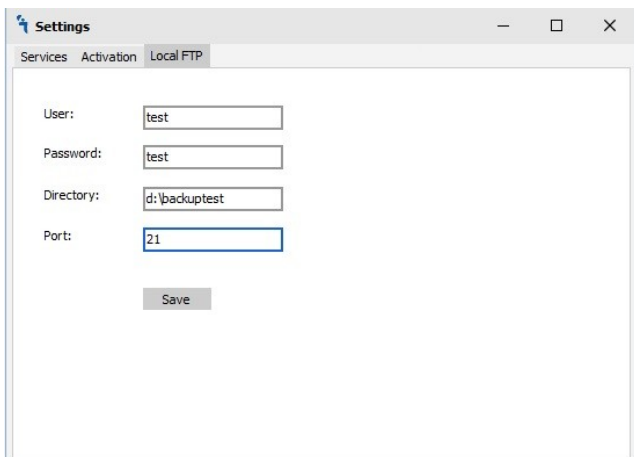 Settings
Services Activation Local FTP
User: test
Password: test
Directory: d:\backuptest
Port: 21
Save